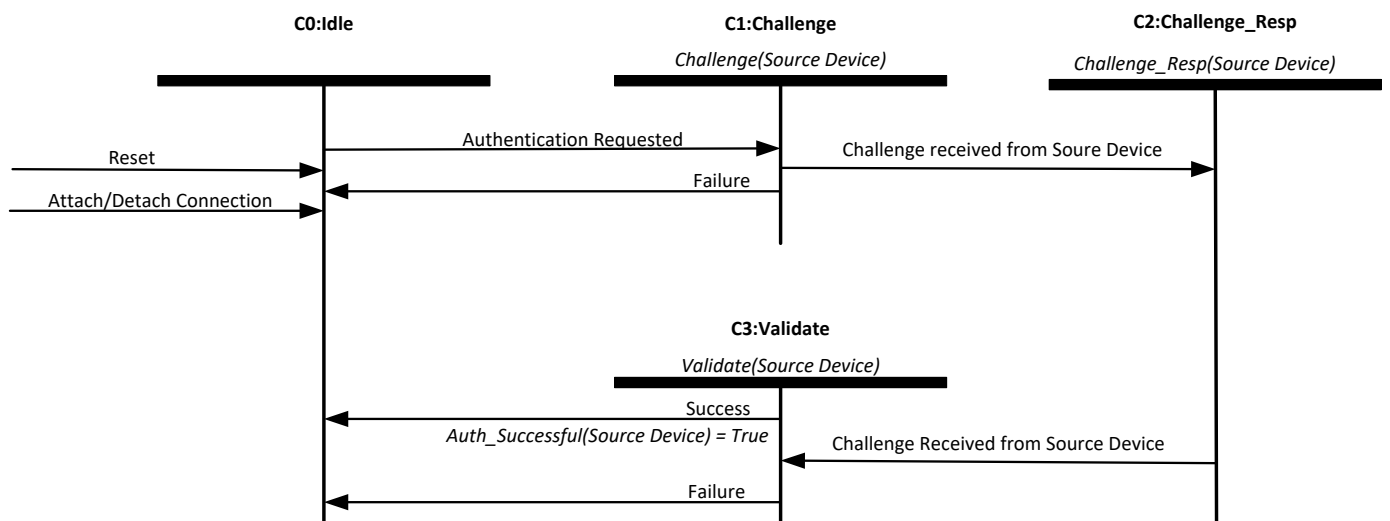 C0:Idle
C1:Challenge
C2:Challenge_Resp
Challenge(Source Device)
Challenge_Resp(Source Device)
Authentication Requested
Reset
Challenge received from Soure Device
Failure
Attach/Detach Connection
C3:Validate
Validate(Source Device)
Success
Auth_Successful(Source Device) = True
Challenge Received from Source Device
Failure